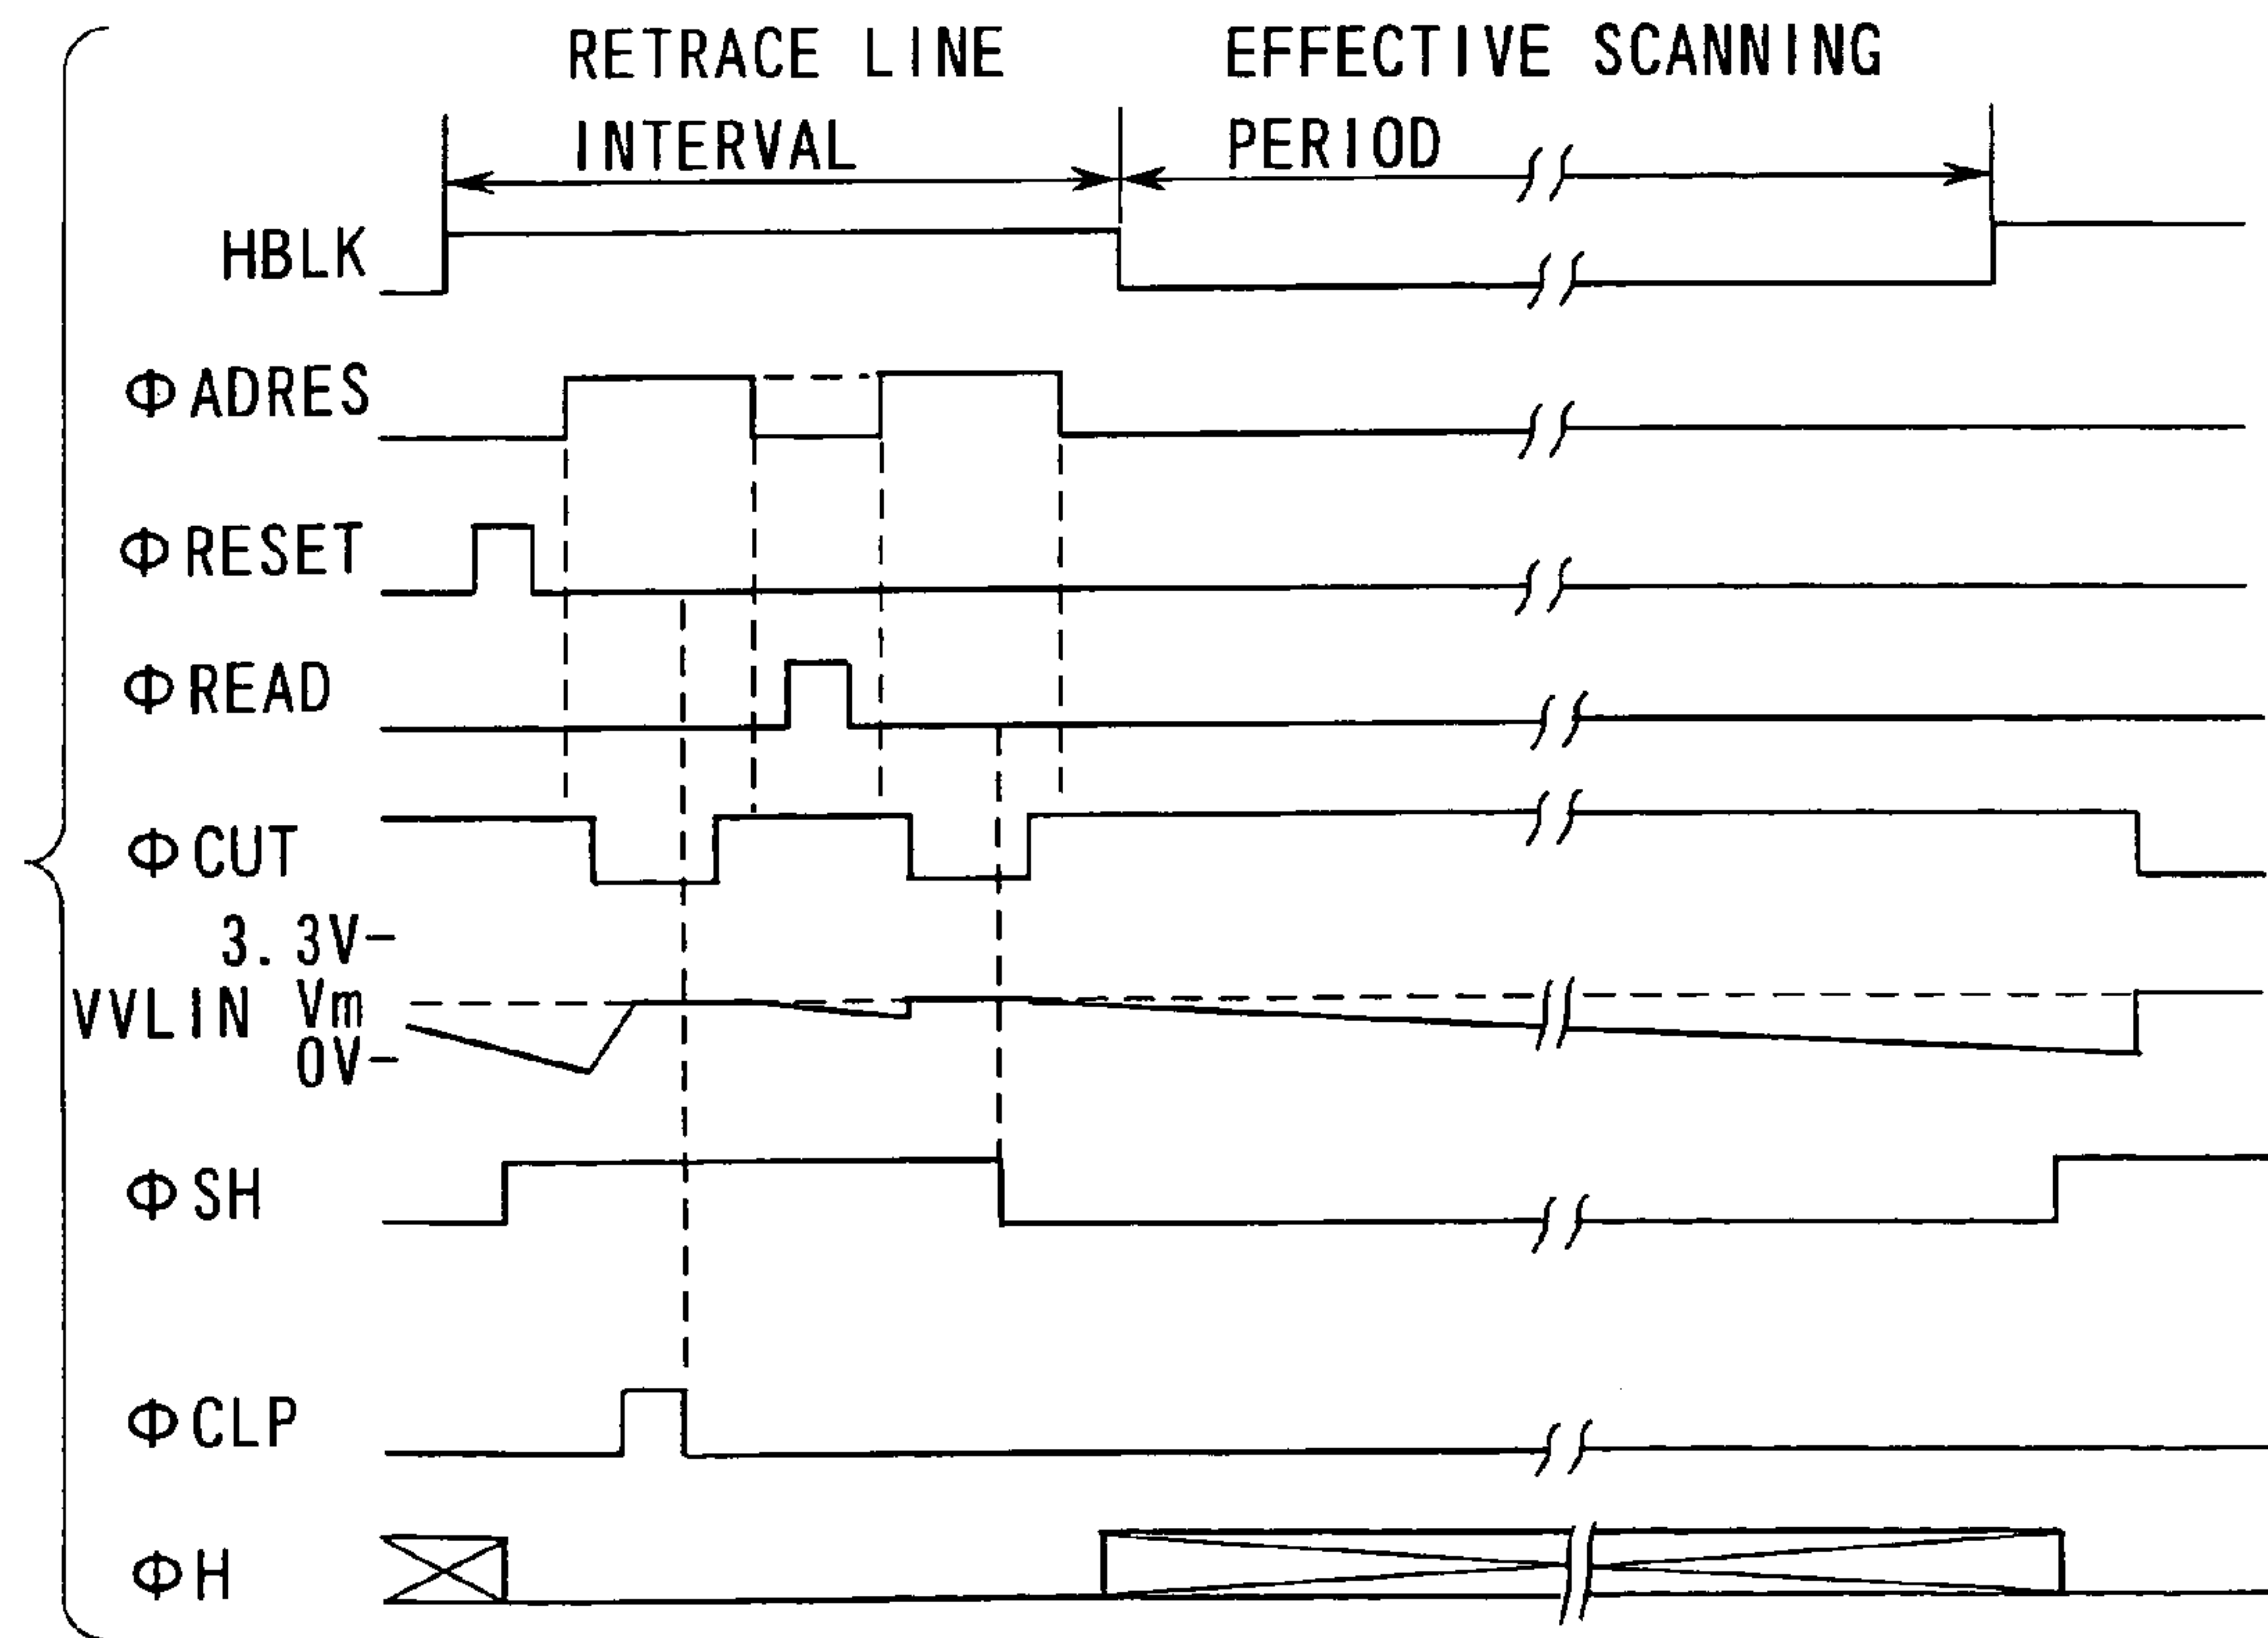 RETRACE LINE
INTERVAL
EFFECTIVE SCANNING
PERIOD
HBLK
ΦADRES
ΦRESET
ΦREAD
ΦCUT
3.3V
VVLIN Vm
0V
ΦSH
ΦCLP
ΦH